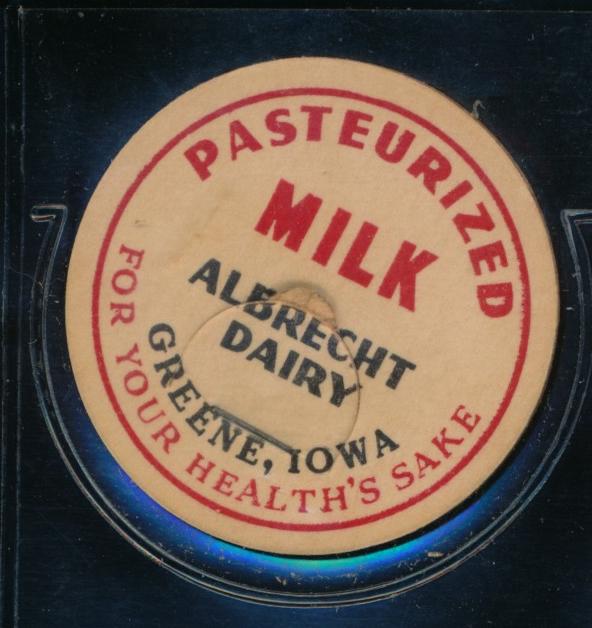 PASTEURIZED
MILK
ALBRECHT
DAIRY
GREENE, IOWA
FOR YOUR HEALTH'S SAKE